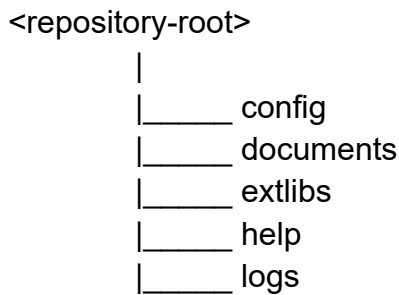 <repository-root>
|
|_____ config
|_____ documents
|_____ extlibs
|_____ help
|_____ logs